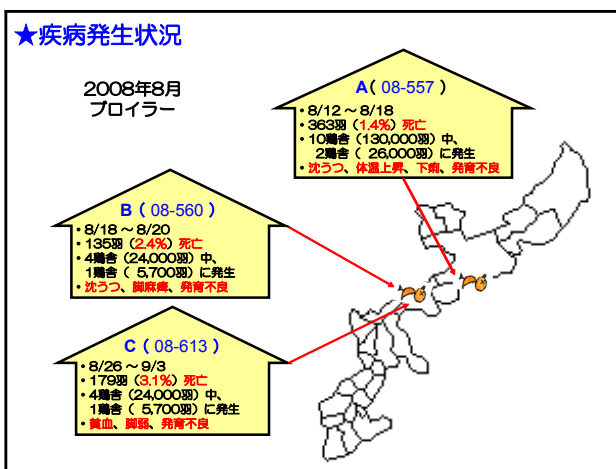 ★疾病発生状況
2008年8月
ブロイラー
A( 08-557 )
・8/12 ～ 8/18
・363羽（1.4%）死亡
・10鶏舎（130,000羽）中、
2鶏舎（ 26,000羽）に発生
・沈うつ、体温上昇、下痢、発育不良
B ( 08-560 )
・8/18 ～ 8/20
・135羽（2.4%）死亡
・4鶏舎（24,000羽）中、
1鶏舎（ 5,700羽）に発生
・沈うつ、脚麻痺、発育不良
C ( 08-613 )
・8/26 ～ 9/3
・179羽（3.1%）死亡
・4鶏舎（24,000羽）中、
1鶏舎（ 5,700羽）に発生
・貧血、脚弱、発育不良